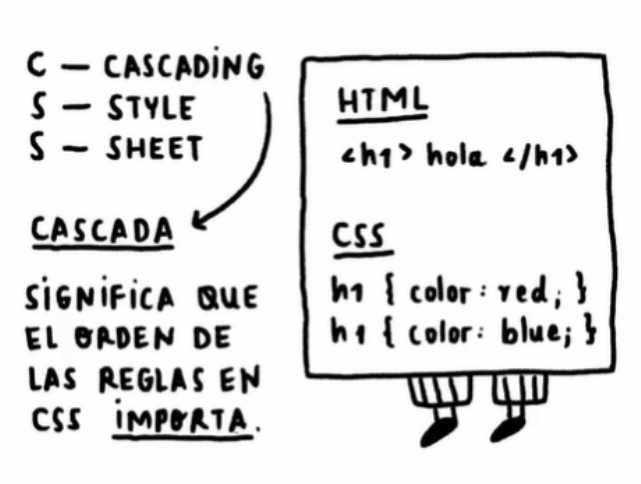 C — CASCADING
S — STYLE
S — SHEET
CASCADA
SIGNIFICA QUE
EL ORDEN DE
LAS REGLAS EN
CSS IMPORTA.
HTML
<h1> hola </h1>
CSS
h1 { color: red; }
h1 { color: blue; }